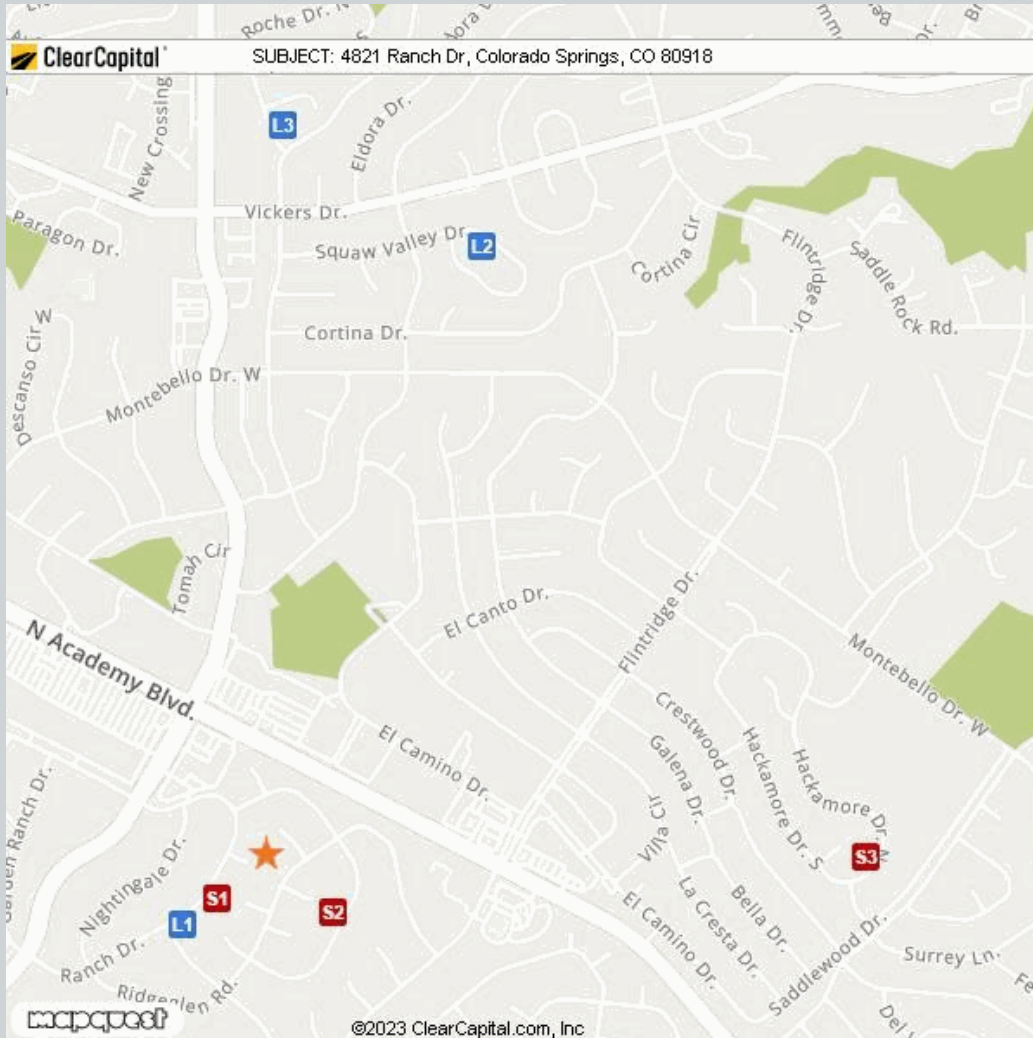 Roche Dr. N
ClearCapital
SUBJECT: 4821 Ranch Dr, Colorado Springs, CO 80918
New Crossing
L3
Eldora Dr.
Vickers Dr.
Paragon Dr.
Squaw Valley Dr.
L2
Cortina Cir
Flintridge Dr.
Saddle Rock Rd.
Descanso Cir W
Cortina Dr.
Montebello Dr. W
Tomah Cir
El Canto Dr.
Flintridge Dr.
N Academy Blvd.
Montebello Dr. W
El Camino Dr.
Crestwood Dr.
Galena Dr.
Hackamore Dr. S
Hackamore Dr. N
Garden Ranch Dr.
Villa Cir
Nightingale Dr.
S1
S2
S3
L1
La Cresta Dr.
Bella Dr.
El Camino Dr.
Saddlewood Dr.
Surrey Ln.
Ranch Dr.
Ridgeglen Rd.
mapquest
©2023 ClearCapital.com, Inc